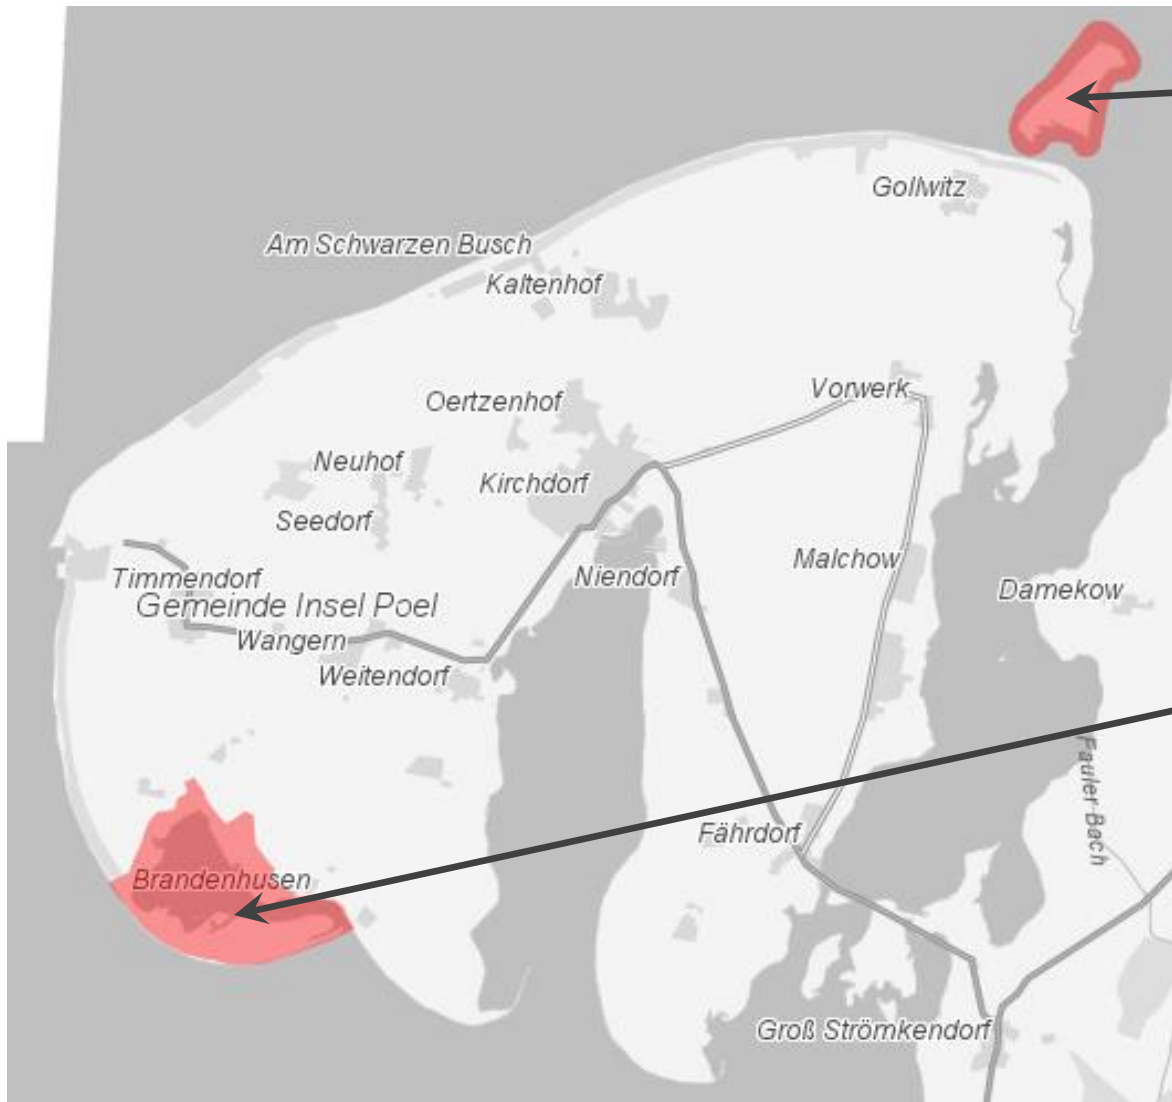 Gollwitz
Am Schwarzen Busch
Kaltenhof
Vorwerk
Oertzenhof
Neuhof
Kirchdorf
Seedorf
Malchow
Niendorf
Timmendorf
Damekow
Gemeinde Insel Poel
Wangern
Weitendorf
Fauler Bach
Fährdorf
Brandenhusen
Groß Strömkendorf